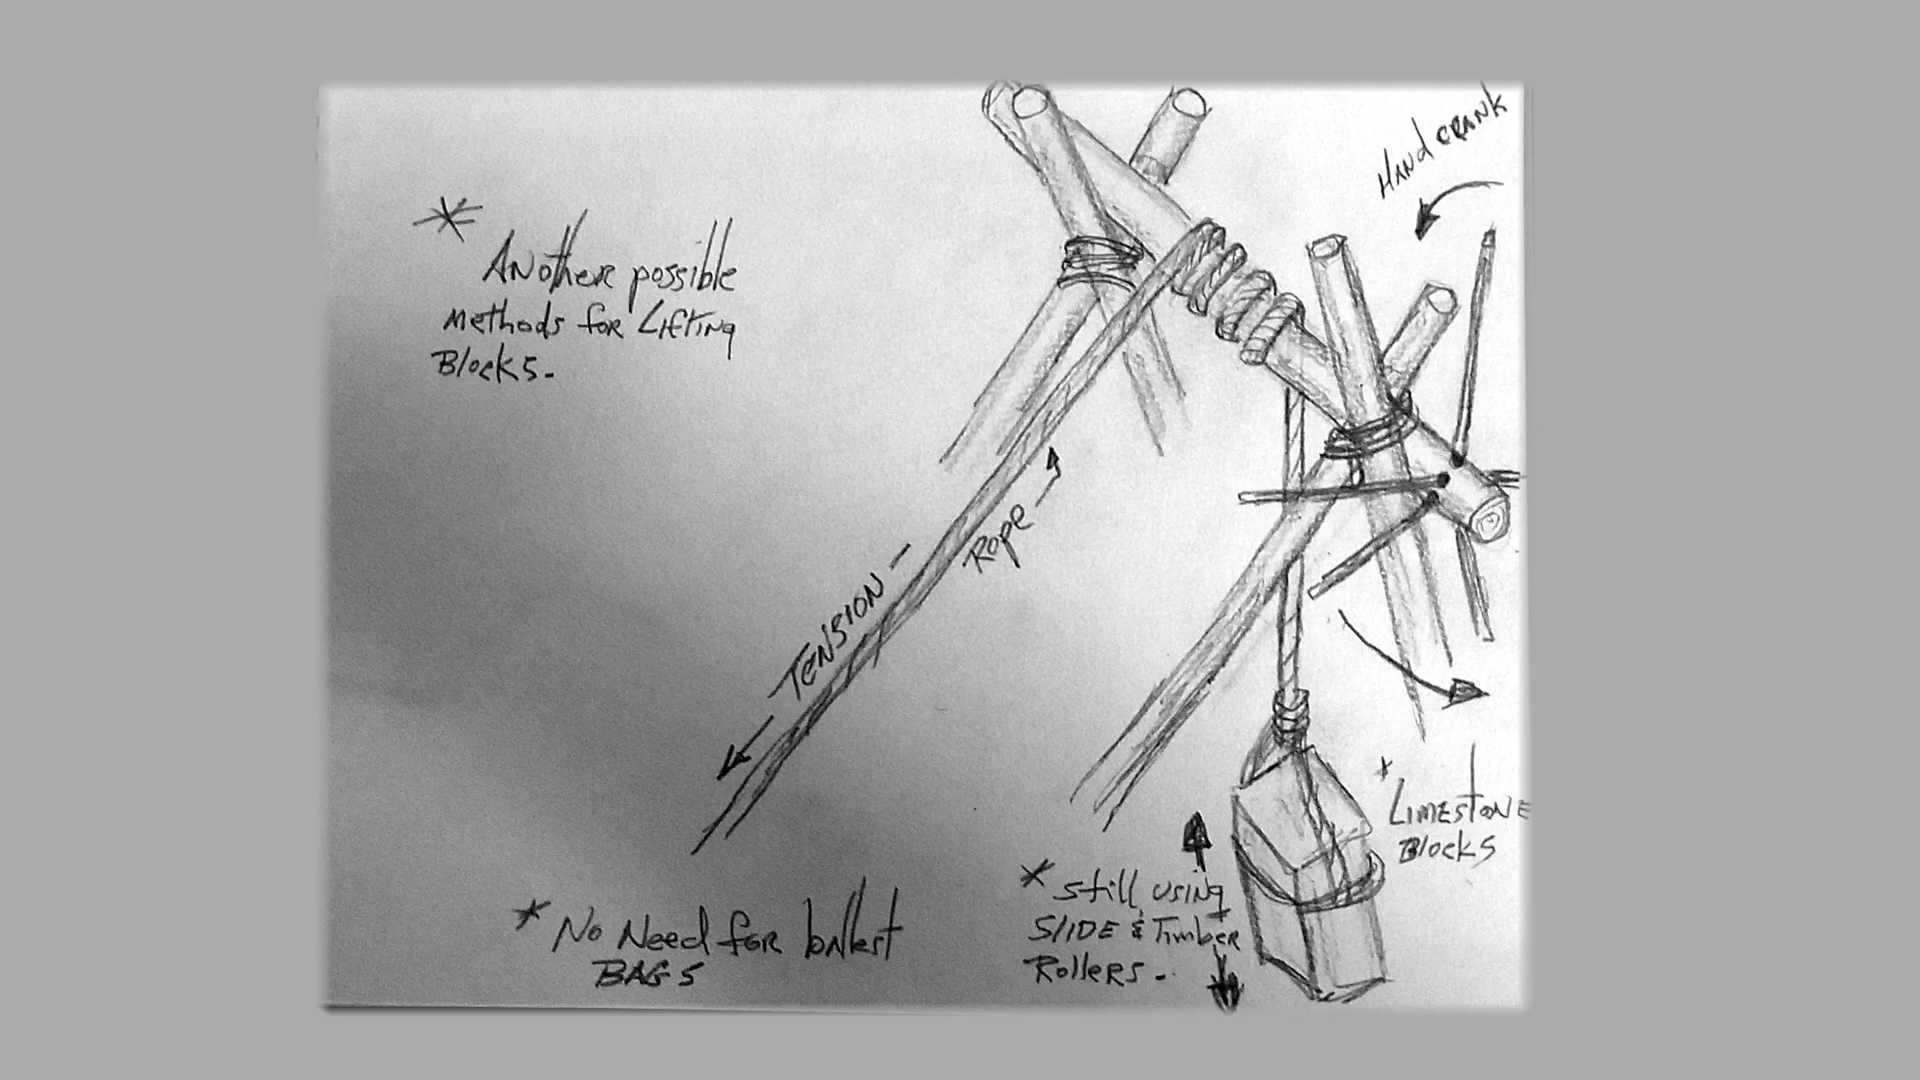 * Another possible
methods for Lifting
Blocks.
Hand crank
Rope
Tension
* Limestone
Blocks
* still using
Slide & Timber
Rollers.
* No Need for ballest
BAGS